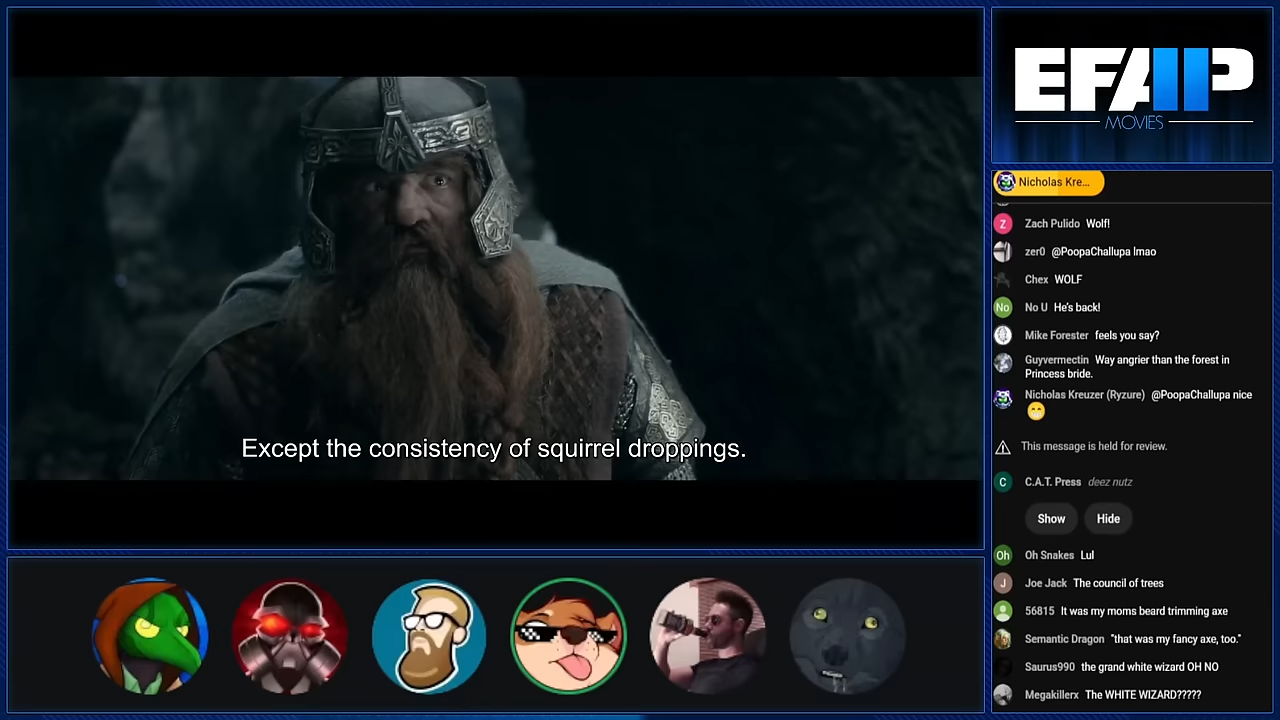 Except the consistency of squirrel droppings.
EFAP
MOVIES
Nicholas Kre...
Zach Pulido Wolf!
zer0 @PoopaChallupa lmao
Chex WOLF
No
No U He's back!
Mike Forester feels you say?
Guyvermectin Way angrier than the forest in
Princess bride.
Nicholas Kreuzer (Ryzure) @PoopaChallupa nice
😁
This message is held for review.
C
C.A.T. Press deez nutz
Show Hide
Oh
Oh Snakes Lul
J
Joe Jack The council of trees
56815 It was my moms beard trimming axe
Semantic Dragon "that was my fancy axe, too."
Saurus990 the grand white wizard OH NO
Megakillerx The WHITE WIZARD?????